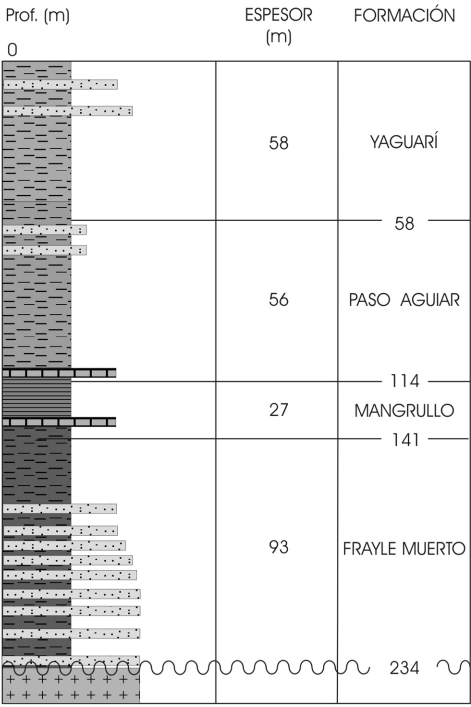 Prof. (m) ESPESOR FORMACIÓN
(m)
0
58 YAGUARÍ
58
56 PASO AGUIAR
114
27 MANGRULLO
141
93 FRAYLE MUERTO
234